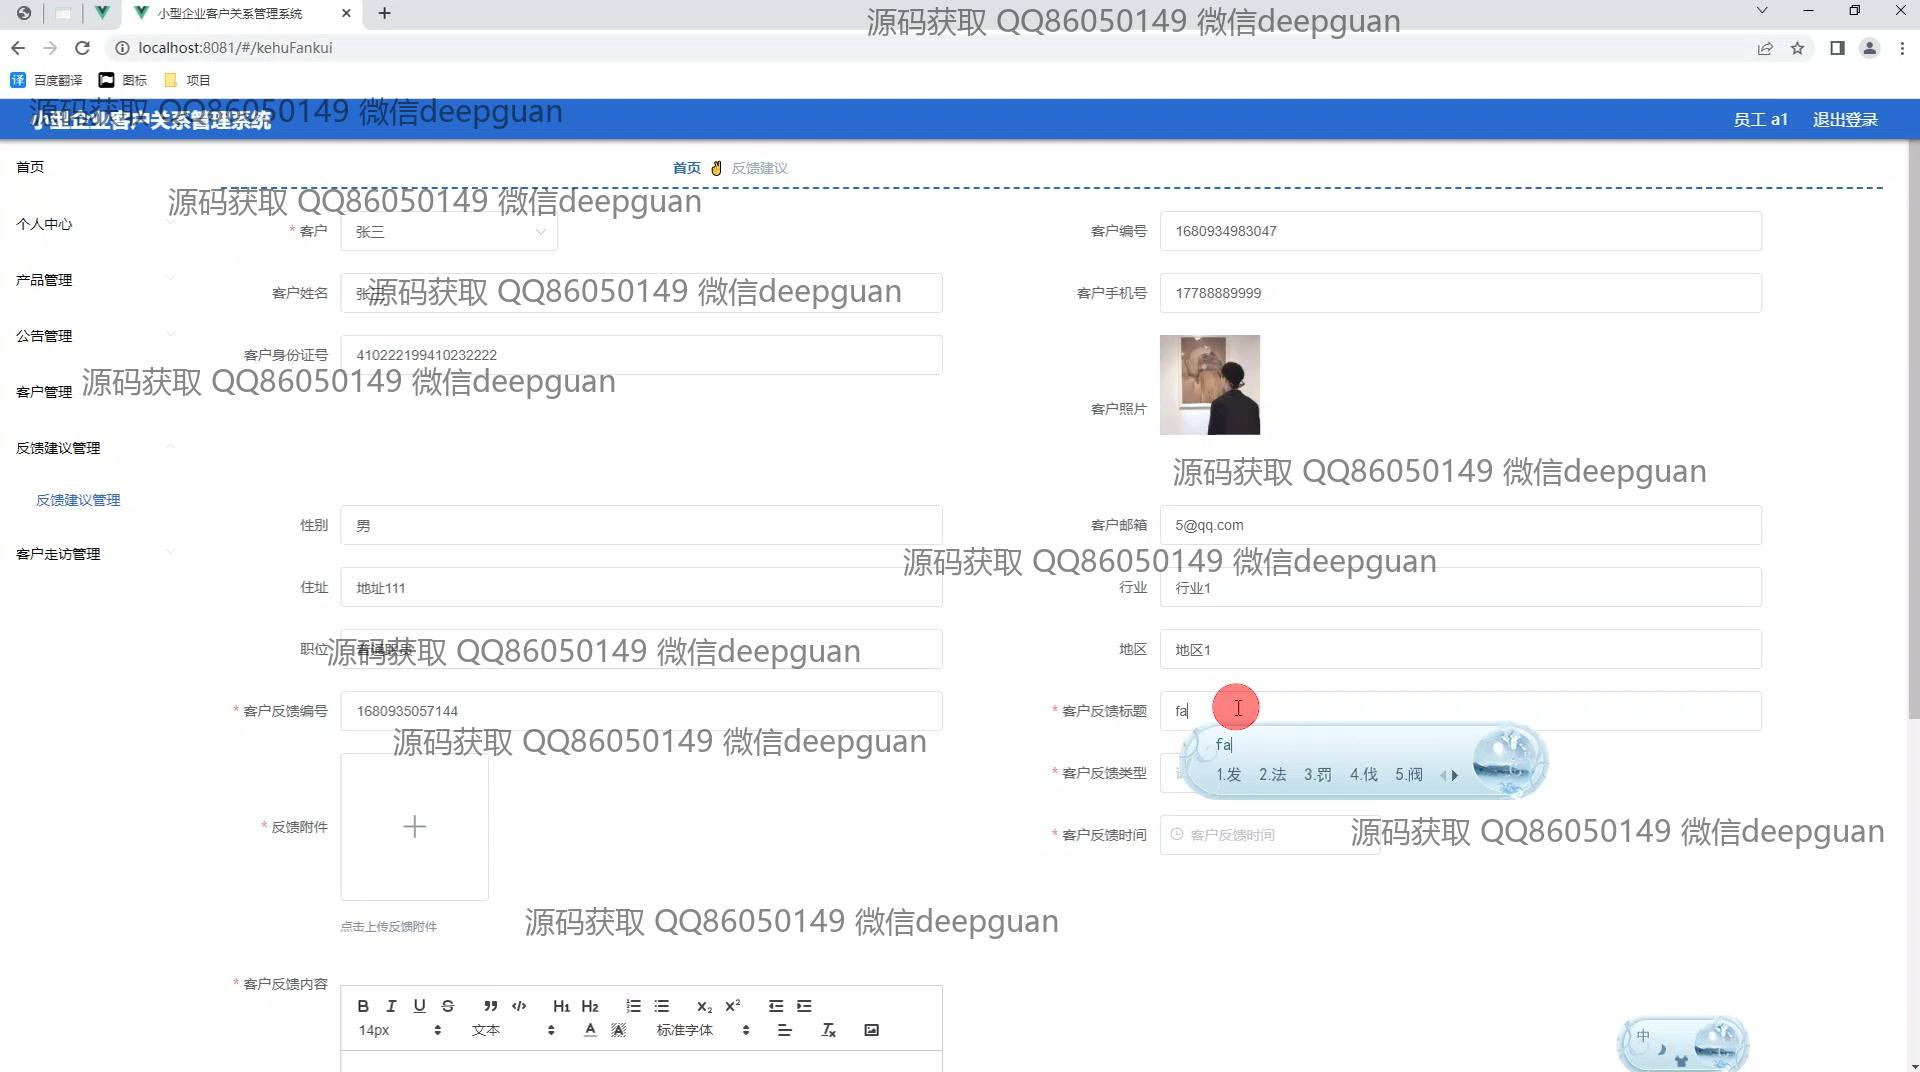 小型企业客户关系管理系统
源码获取 QQ86050149 微信deepguan
localhost:8081/#/kehuFankui
百度翻译 图标 项目
源码获取 QQ86050149 微信deepguan
小型企业客户关系管理系统
员工 a1 退出登录
首页
首页 反馈建议
源码获取 QQ86050149 微信deepguan
个人中心
* 客户 张三
客户编号 1680934983047
产品管理
客户姓名
源码获取 QQ86050149 微信deepguan
客户手机号 17788889999
公告管理
客户身份证号 410222199410232222
源码获取 QQ86050149 微信deepguan
客户管理
客户照片
反馈建议管理
源码获取 QQ86050149 微信deepguan
反馈建议管理
性别 男
客户邮箱 5@qq.com
客户走访管理
源码获取 QQ86050149 微信deepguan
住址 地址111
行业 行业1
职位
源码获取 QQ86050149 微信deepguan
地区 地区1
* 客户反馈编号 1680935057144
* 客户反馈标题 fa
源码获取 QQ86050149 微信deepguan
fa
* 客户反馈类型
1.发 2.法 3.罚 4.伐 5.阀
* 反馈附件
* 客户反馈时间 客户反馈时间
源码获取 QQ86050149 微信deepguan
点击上传反馈附件
源码获取 QQ86050149 微信deepguan
* 客户反馈内容
B I U S H1 H2 X2 X2
14px 文本 A A 标准字体
中